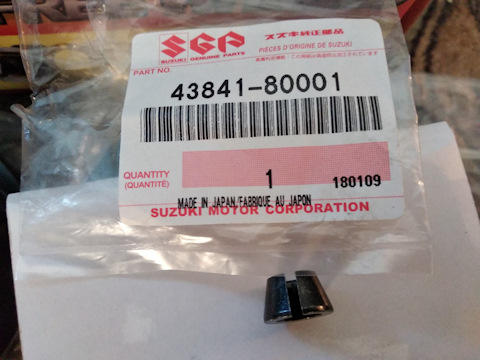 SGP
スズキ純正部品
SUZUKI GENUINE PARTS
PIÈCES D'ORIGINE DE SUZUKI
PART NO.
43841-80001
QUANTITY
(QUANTITÉ)
1
180109
MADE IN JAPAN/FABRIQUE AU JAPON
SUZUKI MOTOR CORPORATION